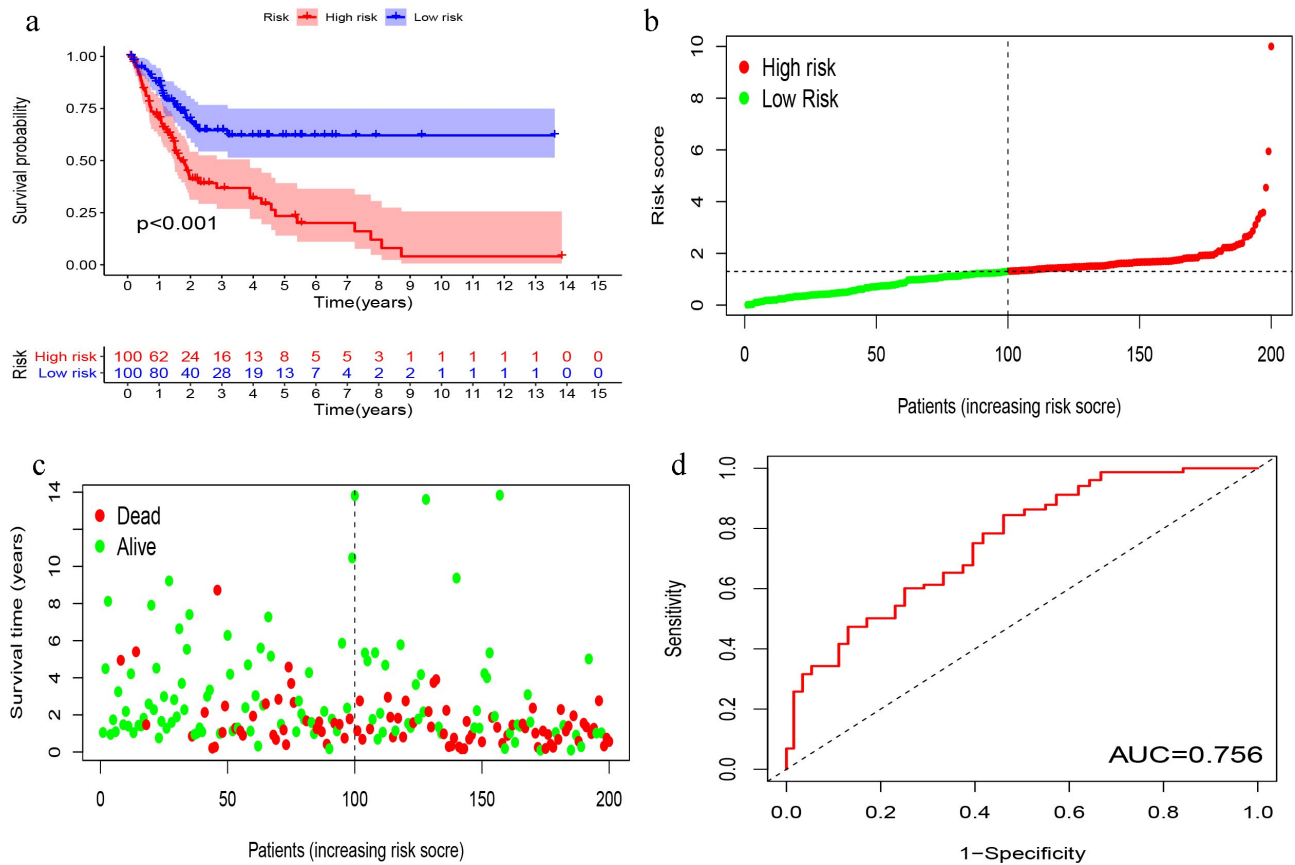 a
Risk High risk Low risk
Survival probability
1.00
0.75
0.50
0.25
0.00
p<0.001
0 1 2 3 4 5 6 7 8 9 10 11 12 13 14 15
Time(years)
Risk
High risk 100 62 24 16 13 8 5 5 3 1 1 1 1 1 0 0
Low risk 100 80 40 28 19 13 7 4 2 2 1 1 1 1 0 0
0 1 2 3 4 5 6 7 8 9 10 11 12 13 14 15
Time(years)
b
Risk score
10
8
6
4
2
0
High risk
Low Risk
0 50 100 150 200
Patients (increasing risk socre)
c
Survival time (years)
14
10
8
6
4
2
0
Dead
Alive
0 50 100 150 200
Patients (increasing risk socre)
d
Sensitivity
1.0
0.8
0.6
0.4
0.2
0.0
AUC=0.756
0.0 0.2 0.4 0.6 0.8 1.0
1−Specificity